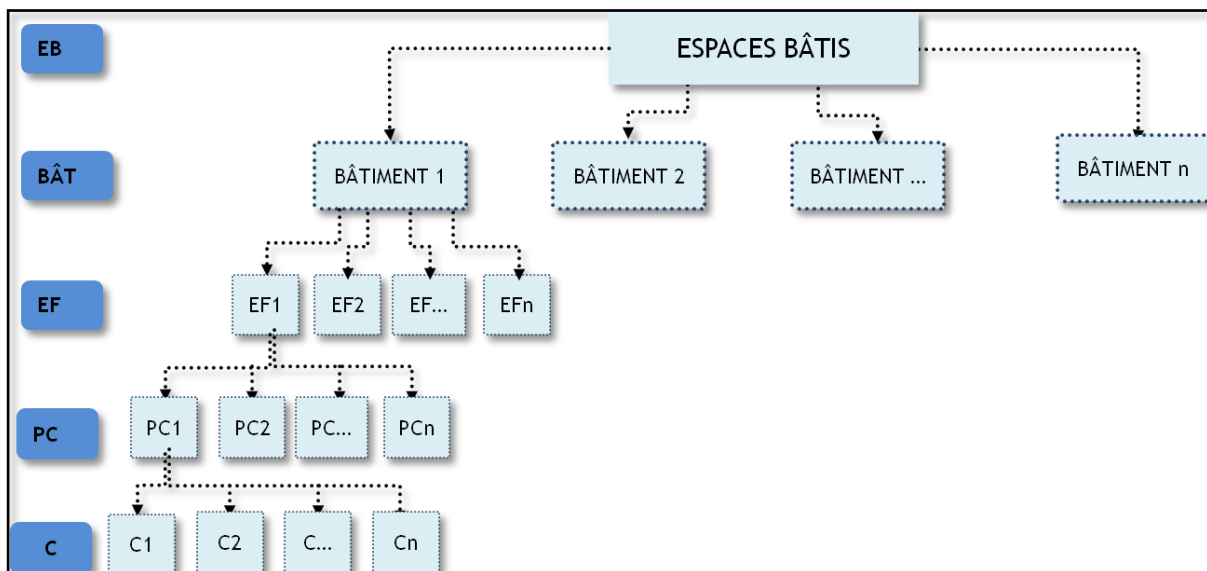 EB
ESPACES BÂTIS
BÂT
BÂTIMENT 1
BÂTIMENT 2
BÂTIMENT ...
BÂTIMENT n
EF
EF1
EF2
EF...
EFn
PC
PC1
PC2
PC...
PCn
C
C1
C2
C...
Cn